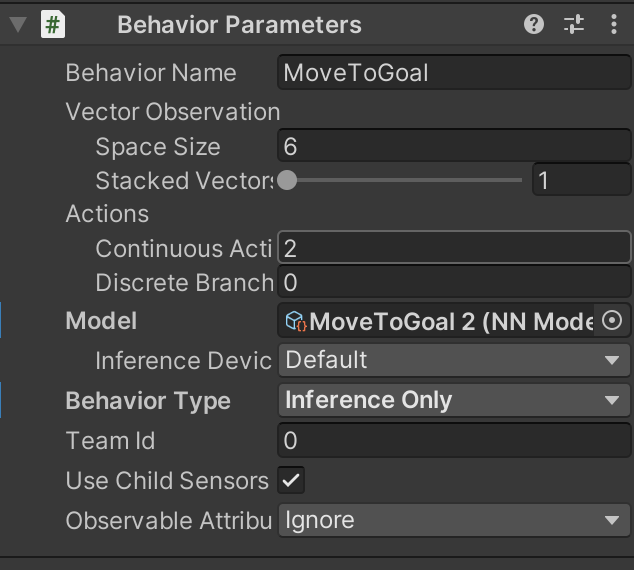 # Behavior Parameters
Behavior Name MoveToGoal
Vector Observation
Space Size 6
Stacked Vectors 1
Actions
Continuous Acti 2
Discrete Branch 0
Model MoveToGoal 2 (NN Mode
Inference Devic Default
Behavior Type Inference Only
Team Id 0
Use Child Sensors
Observable Attribu Ignore